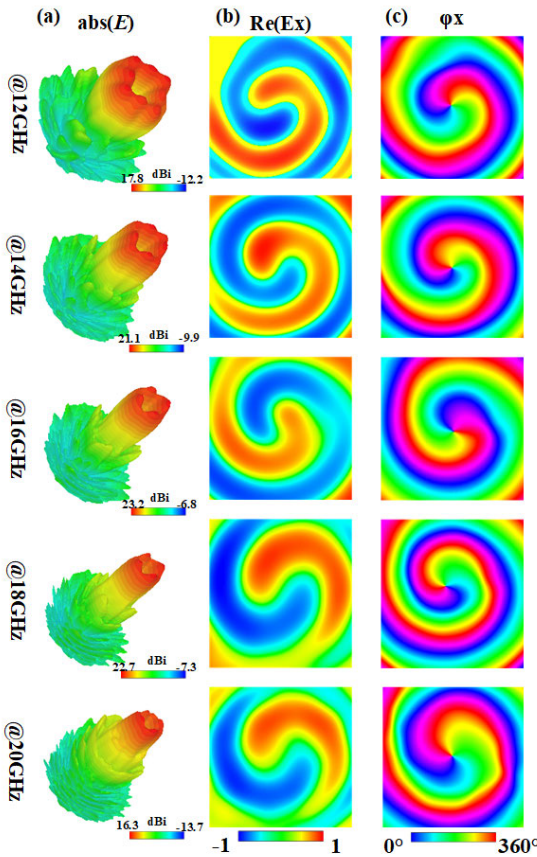 (a) abs(E) (b) Re(Ex) (c) φx
@12GHz
17.8 dBi -12.2
@14GHz
21.1 dBi -9.9
@16GHz
23.2 dBi -6.8
@18GHz
22.7 dBi -7.3
@20GHz
16.3 dBi -13.7
-1 1 0° 360°